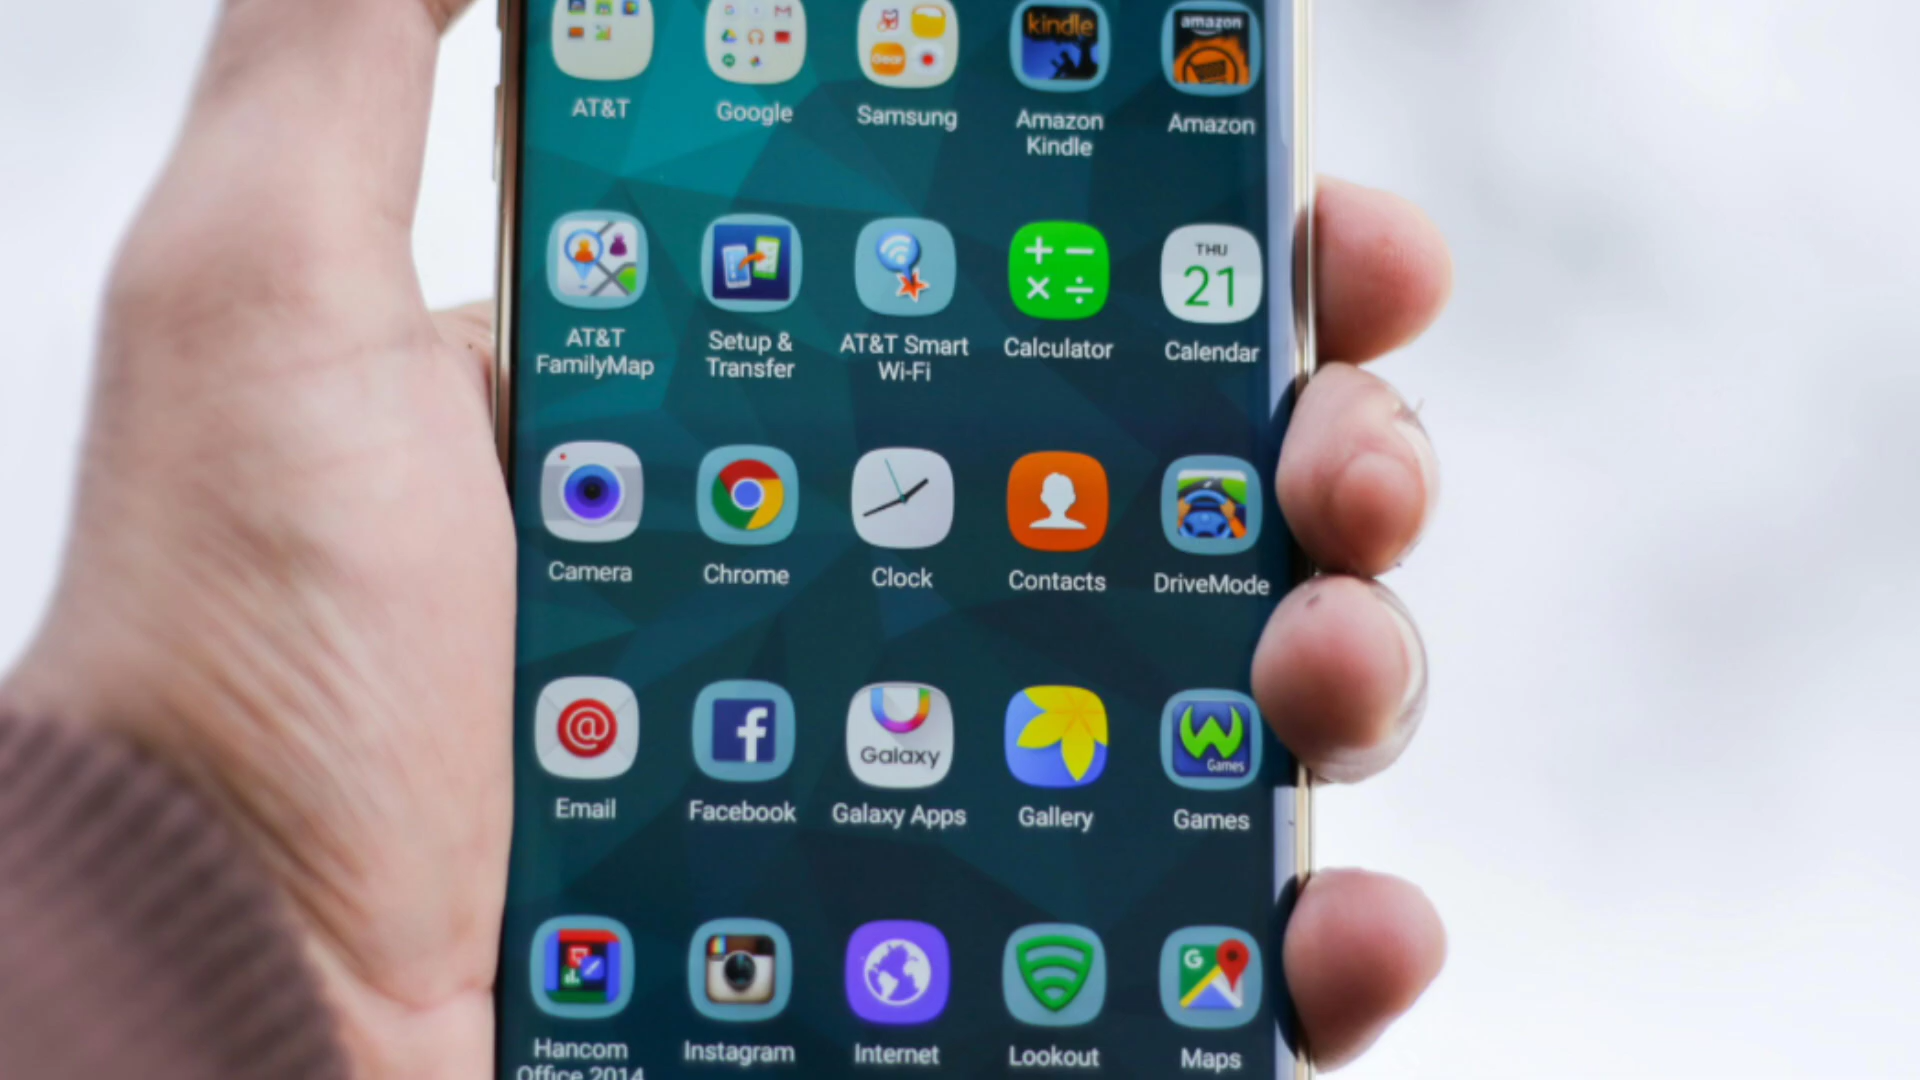 kindle
amazon
Gear
AT&T
Google
Samsung
Amazon
Kindle
Amazon
THU
21
AT&T
FamilyMap
Setup &
Transfer
AT&T Smart
Wi-Fi
Calculator
Calendar
Camera
Chrome
Clock
Contacts
DriveMode
@
f
Galaxy
W
Games
Email
Facebook
Galaxy Apps
Gallery
Games
G
Hancom
Office 2014
Instagram
Internet
Lookout
Maps